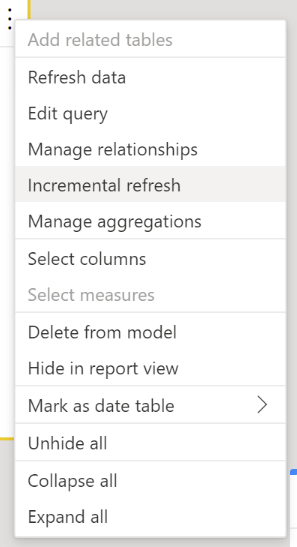 Add related tables
Refresh data
Edit query
Manage relationships
Incremental refresh
Manage aggregations
Select columns
Select measures
Delete from model
Hide in report view
Mark as date table
Unhide all
Collapse all
Expand all